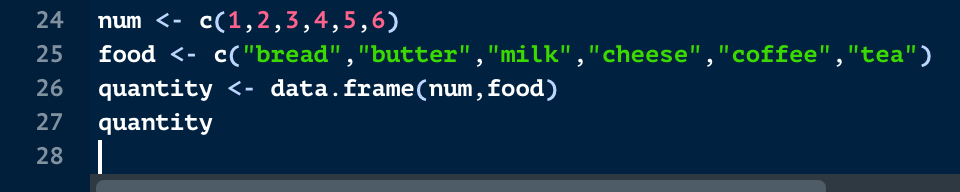 24 num <- c(1,2,3,4,5,6)
25 food <- c("bread","butter","milk","cheese","coffee","tea")
26 quantity <- data.frame(num,food)
27 quantity
28